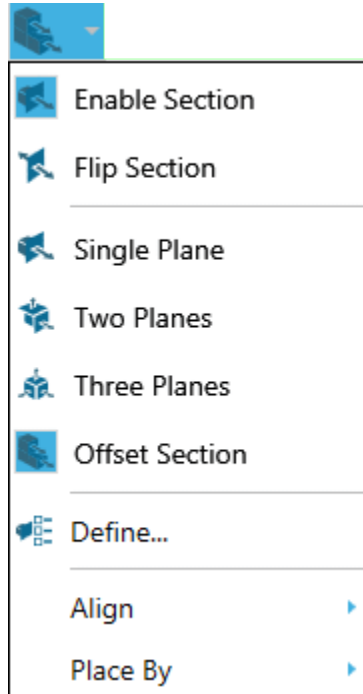 Enable Section
Flip Section
Single Plane
Two Planes
Three Planes
Offset Section
Define...
Align
Place By